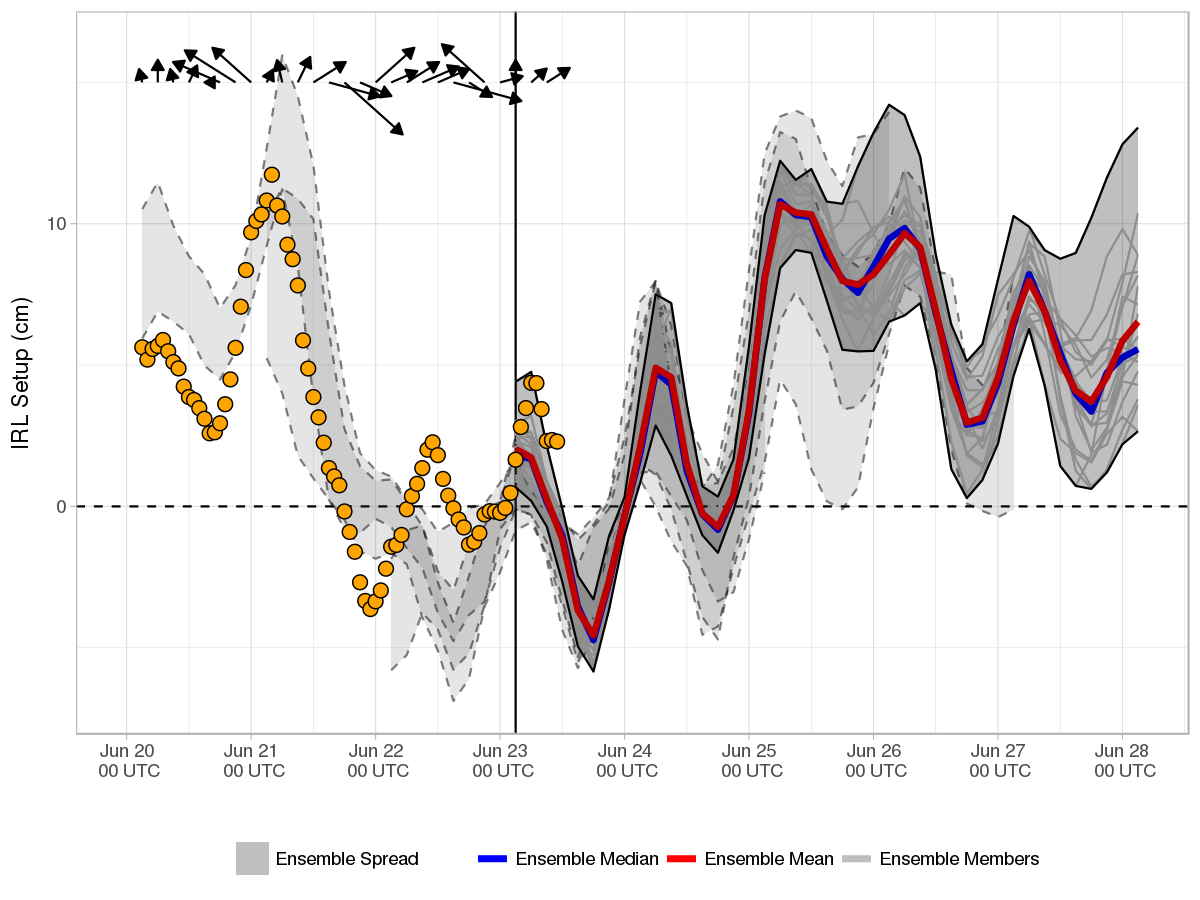 IRL Setup (cm)
10
0
Jun 20 Jun 21 Jun 22 Jun 23 Jun 24 Jun 25 Jun 26 Jun 27 Jun 28
00 UTC 00 UTC 00 UTC 00 UTC 00 UTC 00 UTC 00 UTC 00 UTC 00 UTC
Ensemble Spread Ensemble Median Ensemble Mean Ensemble Members